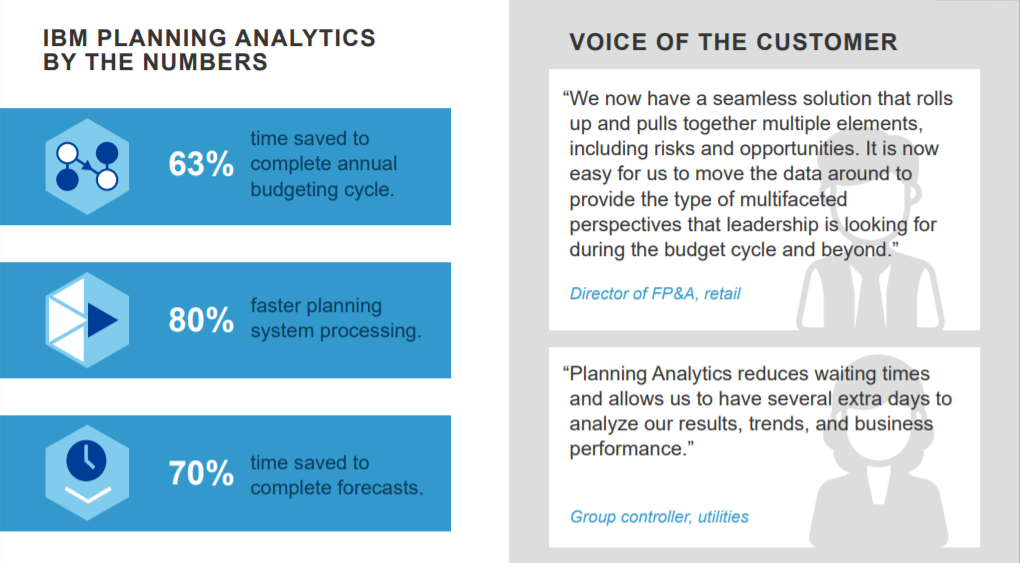 IBM PLANNING ANALYTICS
BY THE NUMBERS
63%
time saved to
complete annual
budgeting cycle.
80%
faster planning
system processing.
70%
time saved to
complete forecasts.
VOICE OF THE CUSTOMER
“We now have a seamless solution that rolls
up and pulls together multiple elements,
including risks and opportunities. It is now
easy for us to move the data around to
provide the type of multifaceted
perspectives that leadership is looking for
during the budget cycle and beyond.”
Director of FP&A, retail
“Planning Analytics reduces waiting times
and allows us to have several extra days to
analyze our results, trends, and business
performance.”
Group controller, utilities